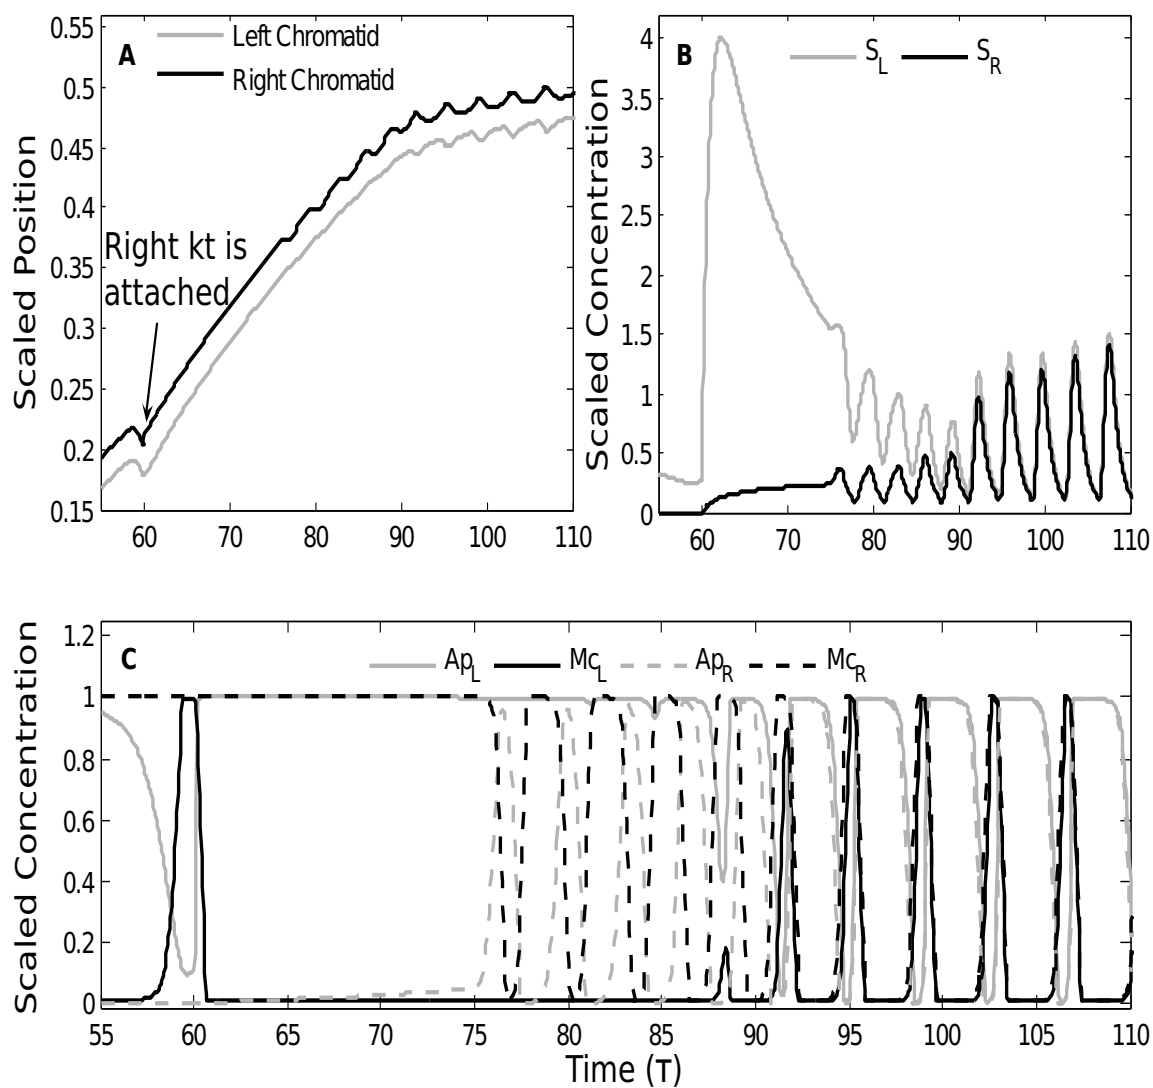 A
Left Chromatid
Right Chromatid
Right kt is
attached
Scaled Position
0.55
0.5
0.45
0.4
0.35
0.3
0.25
0.2
0.15
60 70 80 90 100 110
B
S_L S_R
Scaled Concentration
4
3.5
3
2.5
2
1.5
1
0.5
0
60 70 80 90 100 110
C
Ap_L Mc_L Ap_R Mc_R
Scaled Concentration
1.2
1
0.8
0.6
0.4
0.2
0
55 60 65 70 75 80 85 90 95 100 105 110
Time (τ)